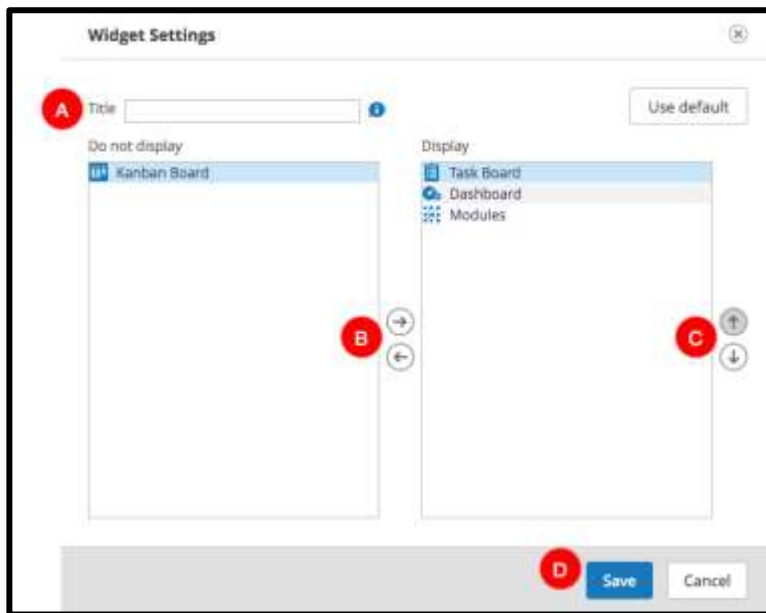 Widget Settings
A Title
Use default
Do not display
Display
Kanban Board
Task Board
Dashboard
Modules
B
C
D
Save
Cancel